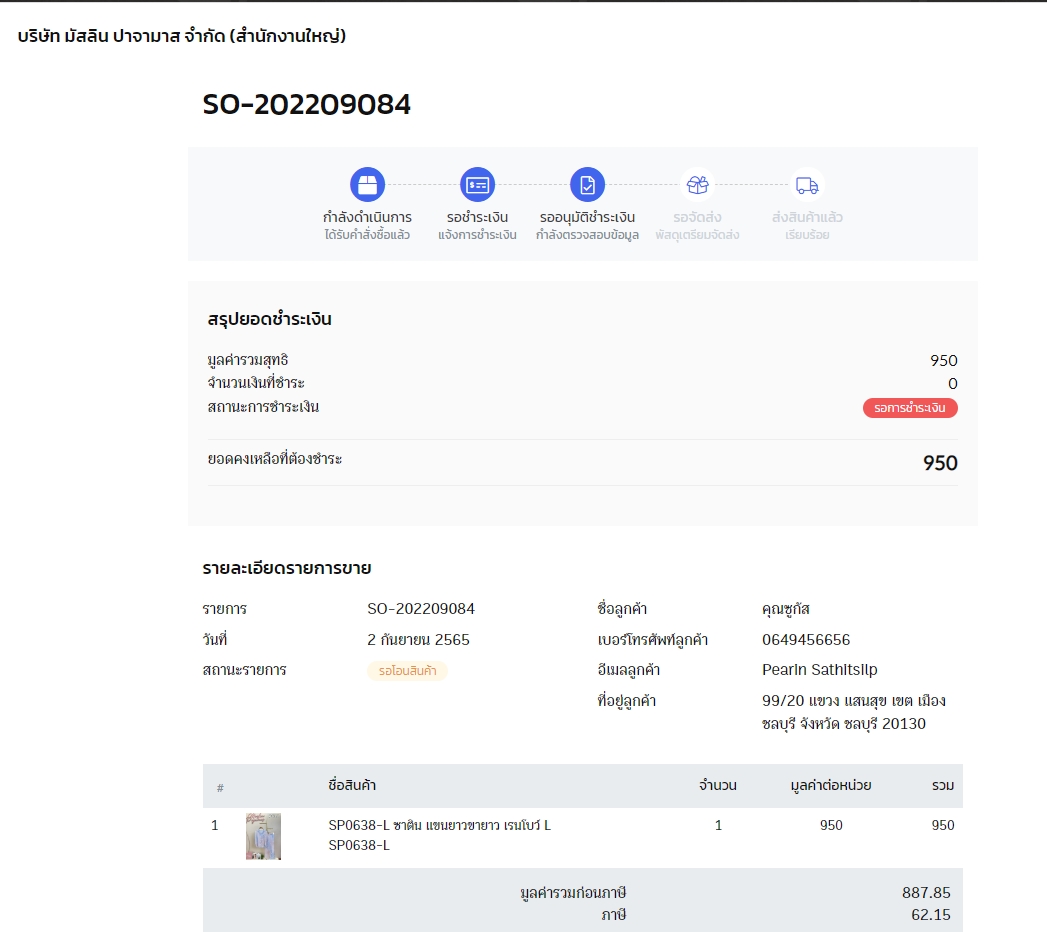 บริษัท มัสลิน ปาจามาส จำกัด (สำนักงานใหญ่)
SO-202209084
กำลังดำเนินการ รอชำระเงิน รออนุมัติชำระเงิน รอจัดส่ง ส่งสินค้าแล้ว
ได้รับคำสั่งซื้อแล้ว แจ้งการชำระเงิน กำลังตรวจสอบข้อมูล พัสดุเตรียมจัดส่ง เรียบร้อย
สรุปยอดชำระเงิน
มูลค่ารวมสุทธิ 950
จำนวนเงินที่ชำระ 0
สถานะการชำระเงิน รอการชำระเงิน
ยอดคงเหลือที่ต้องชำระ 950
รายละเอียดรายการขาย
รายการ SO-202209084 ชื่อลูกค้า คุณซูกัส
วันที่ 2 กันยายน 2565 เบอร์โทรศัพท์ลูกค้า 0649456656
สถานะรายการ รอโอนสินค้า อีเมลลูกค้า Pearin Sathitsilp
ที่อยู่ลูกค้า 99/20 แขวง แสนสุข เขต เมือง
ชลบุรี จังหวัด ชลบุรี 20130
# ชื่อสินค้า จำนวน มูลค่าต่อหน่วย รวม
1 SP0638-L ซาติน แขนยาวขายาว เรนโบว์ L 1 950 950
SP0638-L
มูลค่ารวมก่อนภาษี 887.85
ภาษี 62.15